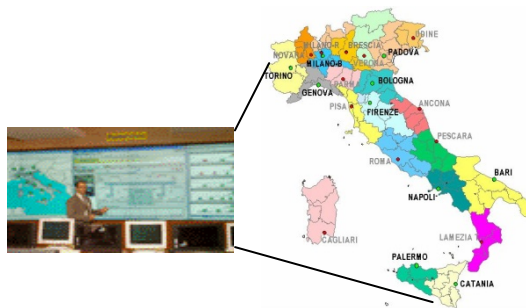 UDINE
MILANO-R
BRESCIA
NOVARA
PADOVA
MILANO-B
VERONA
TORINO
PARMA
BOLOGNA
GENOVA
PISA
FIRENZE
ANCONA
PESCARA
ROMA
BARI
NAPOLI
CAGLIARI
LAMEZIA T
PALERMO
CATANIA